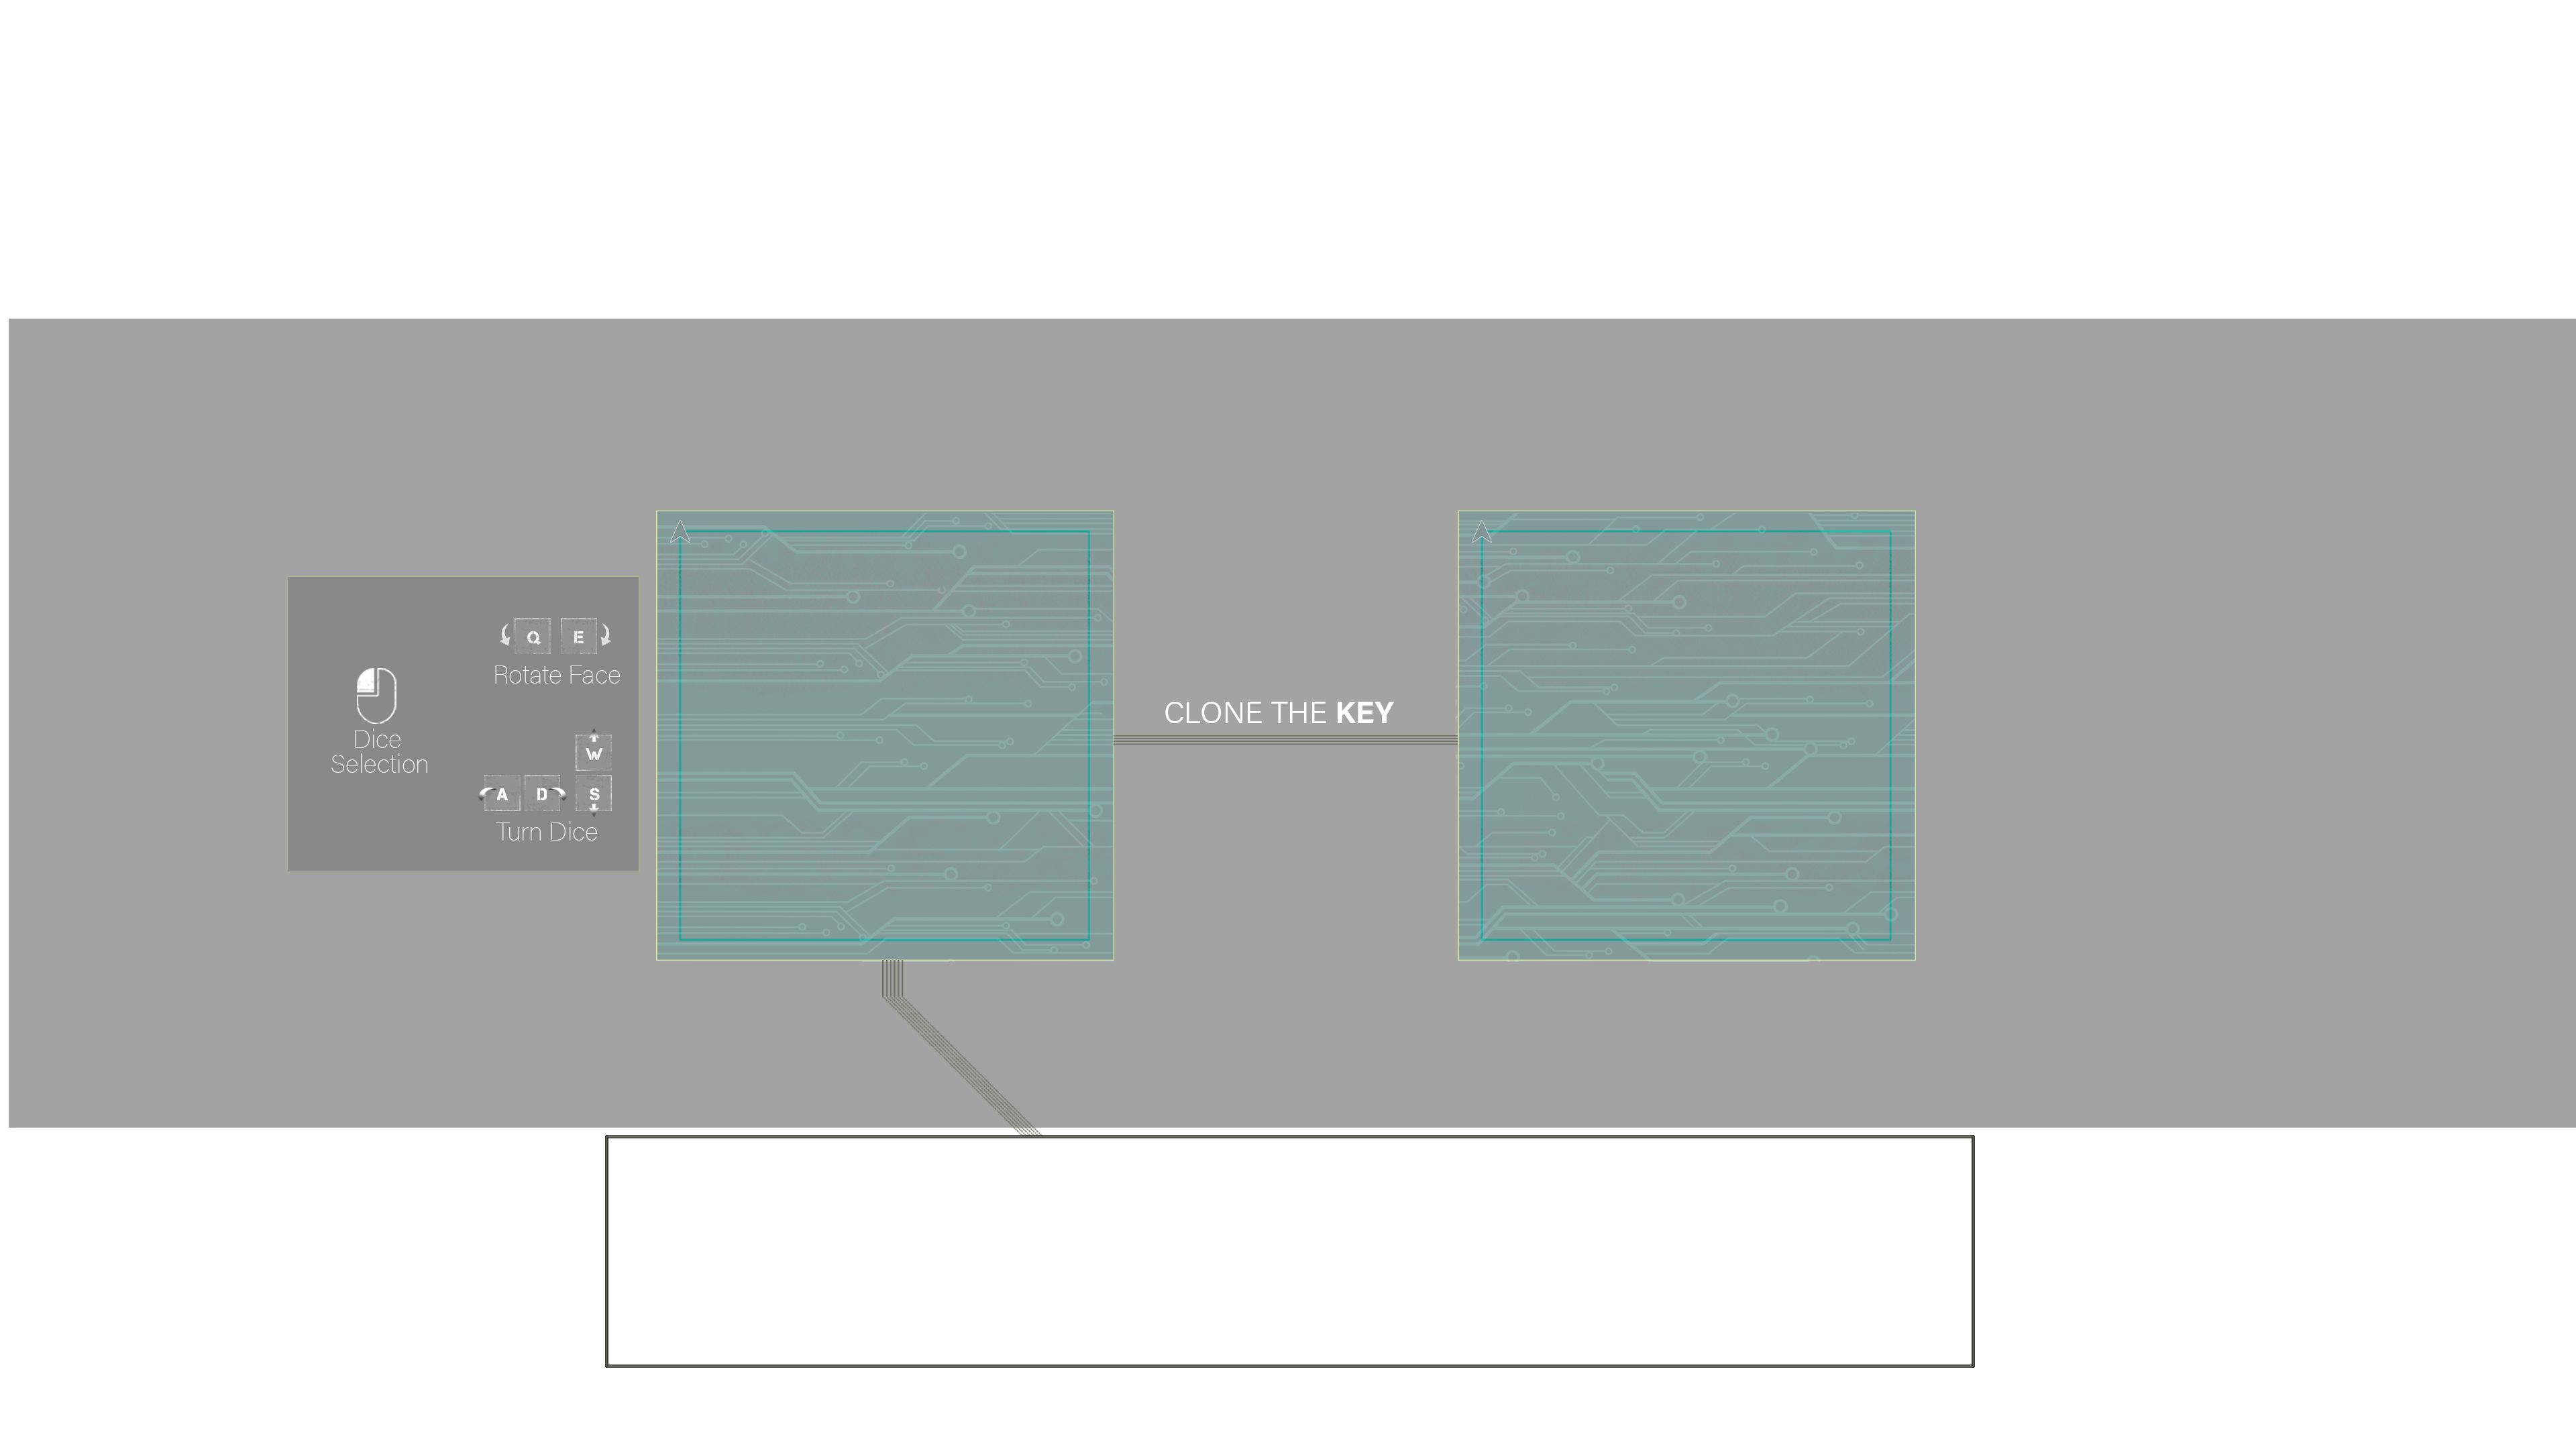 Q E
Rotate Face
CLONE THE KEY
Dice
Selection
W
A D S
Turn Dice